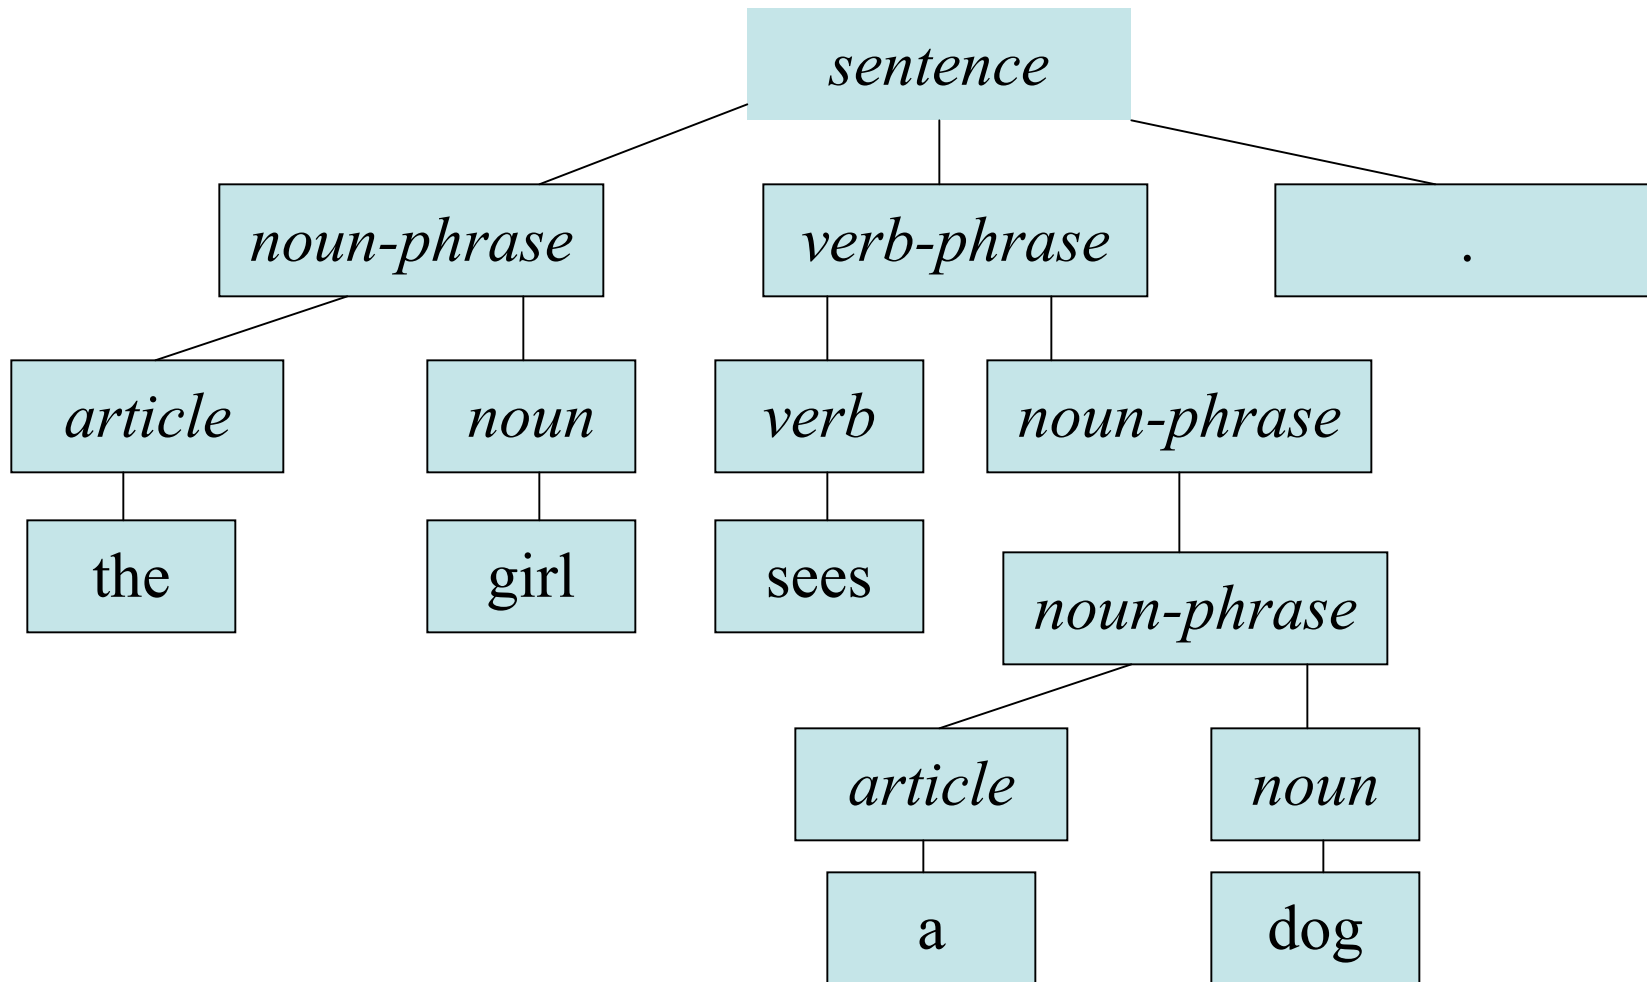 sentence
noun-phrase verb-phrase .
article noun verb noun-phrase
the girl sees
noun-phrase
article noun
a dog